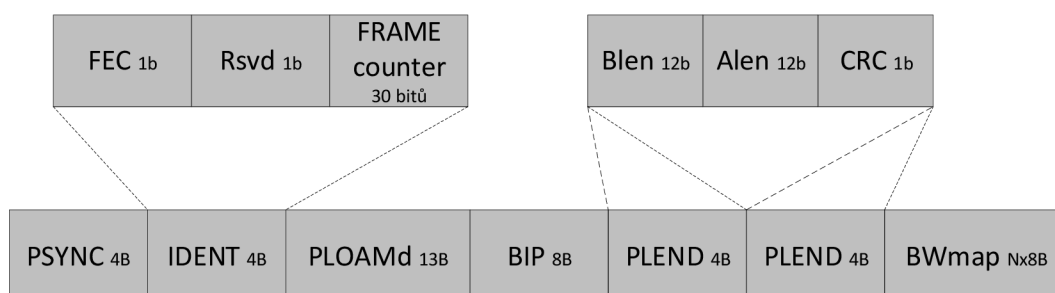 FEC 1b
Rsvd 1b
FRAME
counter
30 bitů
Blen 12b
Alen 12b
CRC 1b
PSYNC 4B
IDENT 4B
PLOAMd 13B
BIP 8B
PLEND 4B
PLEND 4B
BWmap Nx8B